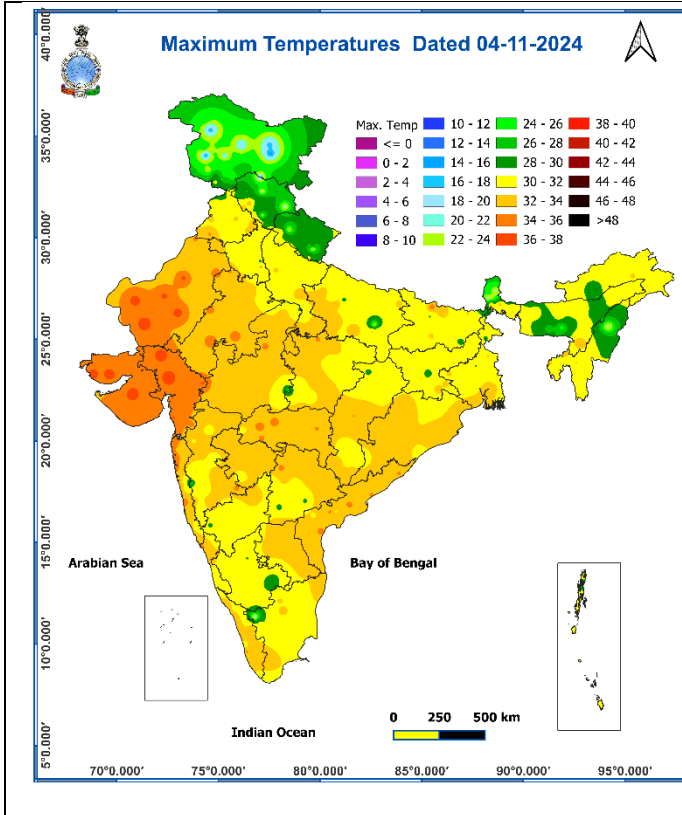 Maximum Temperatures Dated 04-11-2024
Max. Temp
<= 0
0 - 2
2 - 4
4 - 6
6 - 8
8 - 10
10 - 12
12 - 14
14 - 16
16 - 18
18 - 20
20 - 22
22 - 24
24 - 26
26 - 28
28 - 30
30 - 32
32 - 34
34 - 36
36 - 38
38 - 40
40 - 42
42 - 44
44 - 46
46 - 48
>48
40°0.000'
35°0.000'
30°0.000'
25°0.000'
20°0.000'
15°0.000'
10°0.000'
5°0.000'
Arabian Sea
Bay of Bengal
Indian Ocean
0 250 500 km
70°0.000' 75°0.000' 80°0.000' 85°0.000' 90°0.000' 95°0.000'